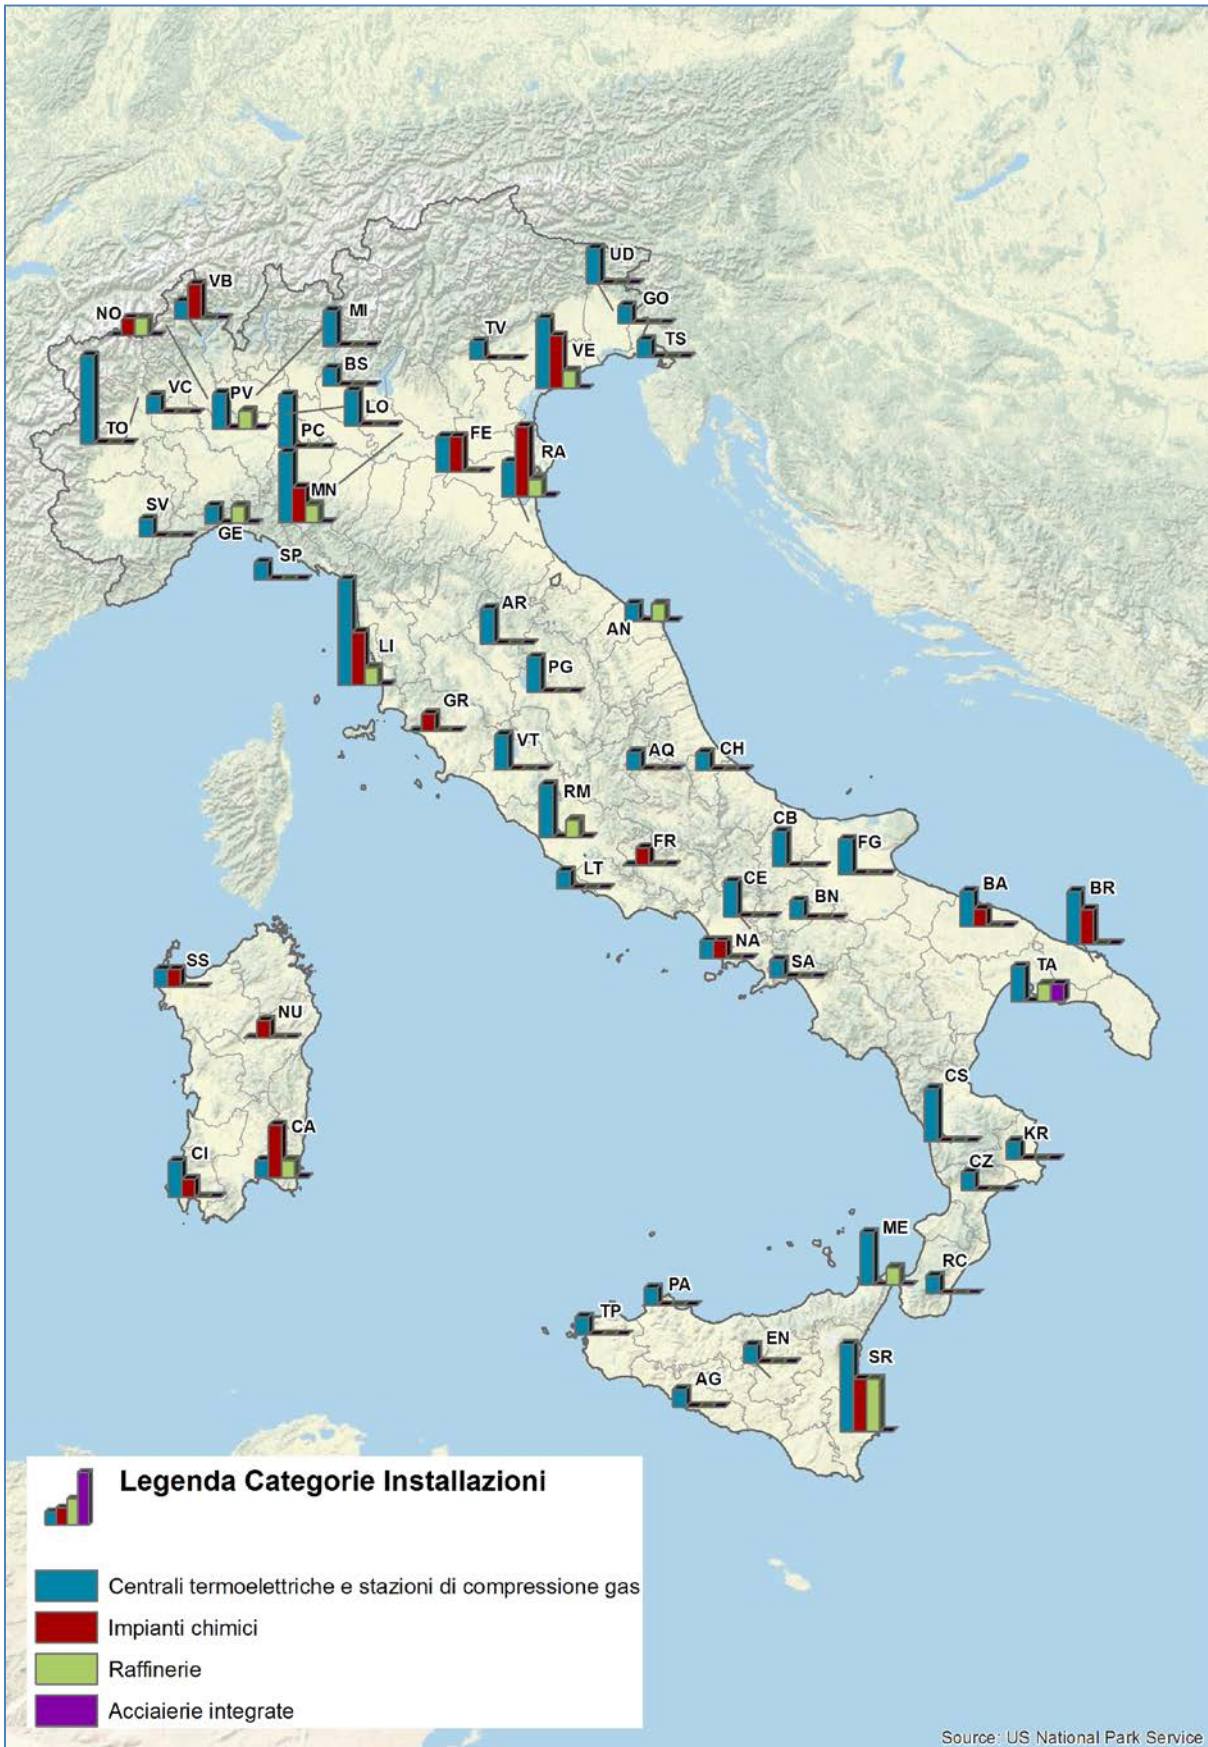 UD
VB
GO
NO
MI
TS
TV
VE
BS
VC
PV
LO
TO
PC
FE
RA
MN
SV
GE
SP
AR
AN
LI
PG
GR
VT
AQ
CH
RM
CB
FG
FR
LT
CE
BN
BA
BR
NA
SA
TA
SS
NU
CS
CA
KR
CI
CZ
ME
RC
PA
TP
EN
SR
AG
Legenda Categorie Installazioni
Centrali termoelettriche e stazioni di compressione gas
Impianti chimici
Raffinerie
Acciaierie integrate
Source: US National Park Service